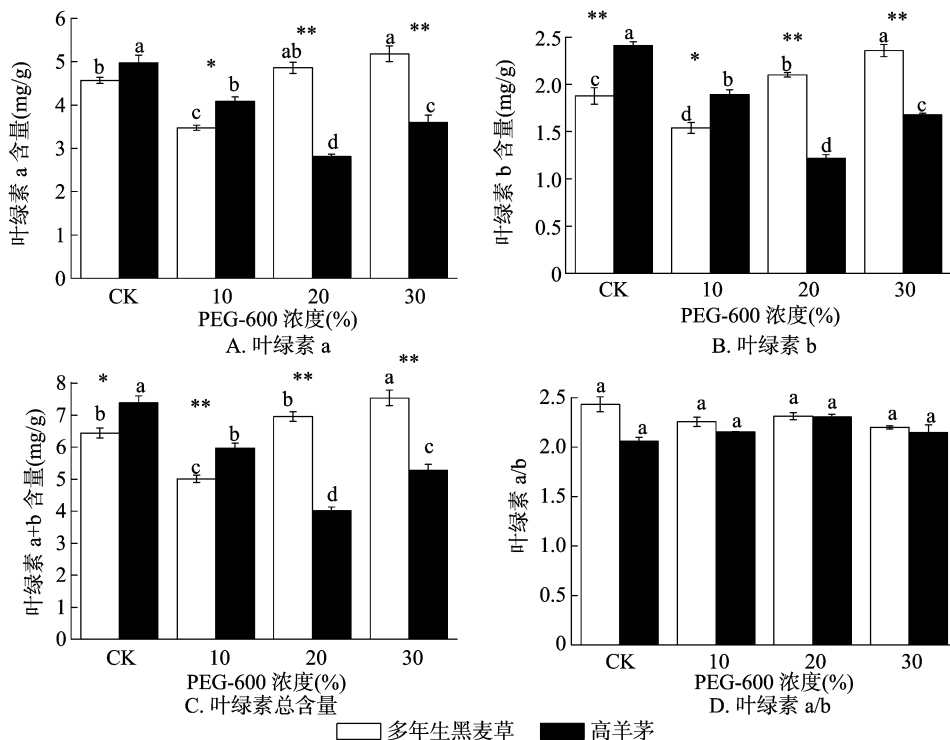 叶绿素 a 含量(mg/g)
6
5
4
3
2
1
0
b a * c b ** ab d ** a c
CK 10 20 30
PEG-600 浓度(%)
A. 叶绿素 a
叶绿素 b 含量(mg/g)
2.5
2.0
1.5
1.0
0.5
0
** c a * d b ** b d ** a c
CK 10 20 30
PEG-600 浓度(%)
B. 叶绿素 b
叶绿素 a+b 含量(mg/g)
8
7
6
5
4
3
2
1
0
* b a ** c b ** b d ** a c
CK 10 20 30
PEG-600 浓度(%)
C. 叶绿素总含量
叶绿素 a/b
2.5
2.0
1.5
2.0
2.5
0
a a a a a a a a
CK 10 20 30
PEG-600 浓度(%)
D. 叶绿素 a/b
多年生黑麦草 高羊茅